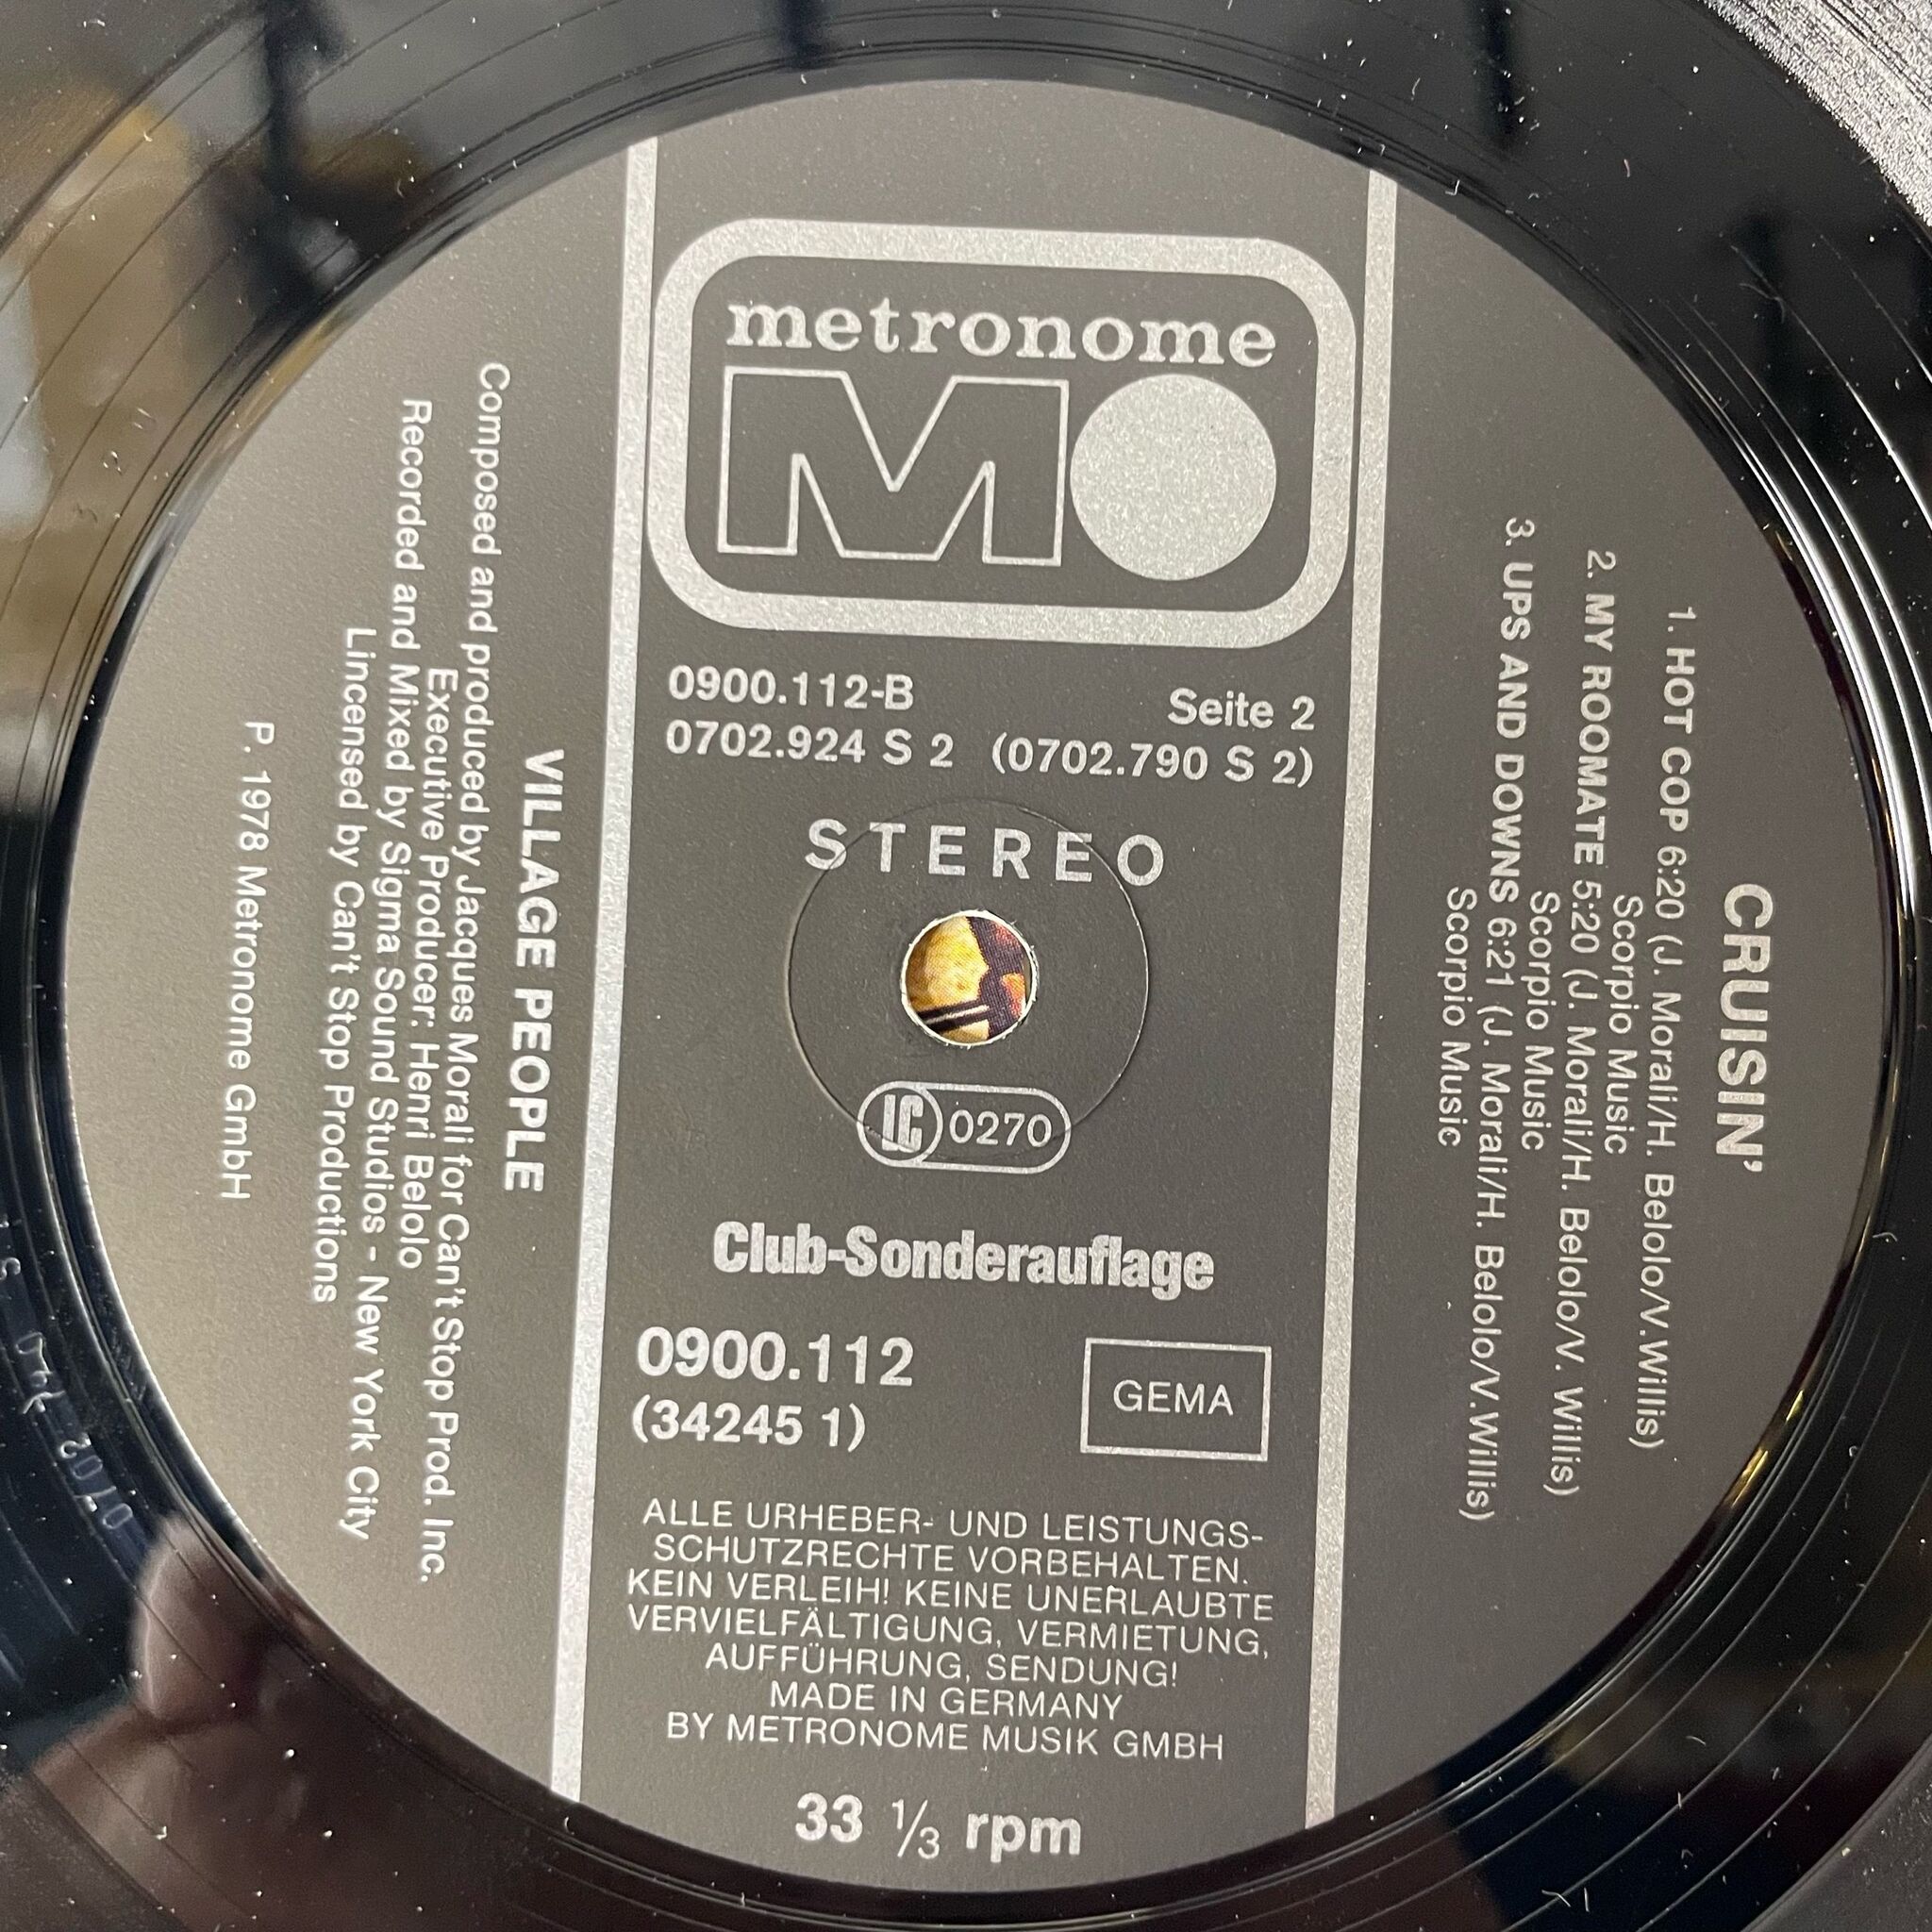 metronome
M
0900.112-B Seite 2
0702.924 S 2 (0702.790 S 2)
STEREO
LC 0270
Club-Sonderauflage
0900.112
(34245 1)
GEMA
ALLE URHEBER- UND LEISTUNGS-
SCHUTZRECHTE VORBEHALTEN.
KEIN VERLEIH! KEINE UNERLAUBTE
VERVIELFÄLTIGUNG, VERMIETUNG,
AUFFÜHRUNG, SENDUNG!
MADE IN GERMANY
BY METRONOME MUSIK GMBH
33 1/3 rpm
CRUISIN'
1. HOT COP 6:20 (J. Morali/H. Belolo/V.Willis)
Scorpio Music
2. MY ROOMATE 5:20 (J. Morali/H. Belolo/V. Willis)
Scorpio Music
3. UPS AND DOWNS 6:21 (J. Morali/H. Belolo/V.Willis)
Scorpio Music
VILLAGE PEOPLE
Composed and produced by Jacques Morali for Can't Stop Prod. Inc.
Executive Producer: Henri Belolo
Recorded and Mixed by Sigma Sound Studios - New York City
Lincensed by Can't Stop Productions
P. 1978 Metronome GmbH